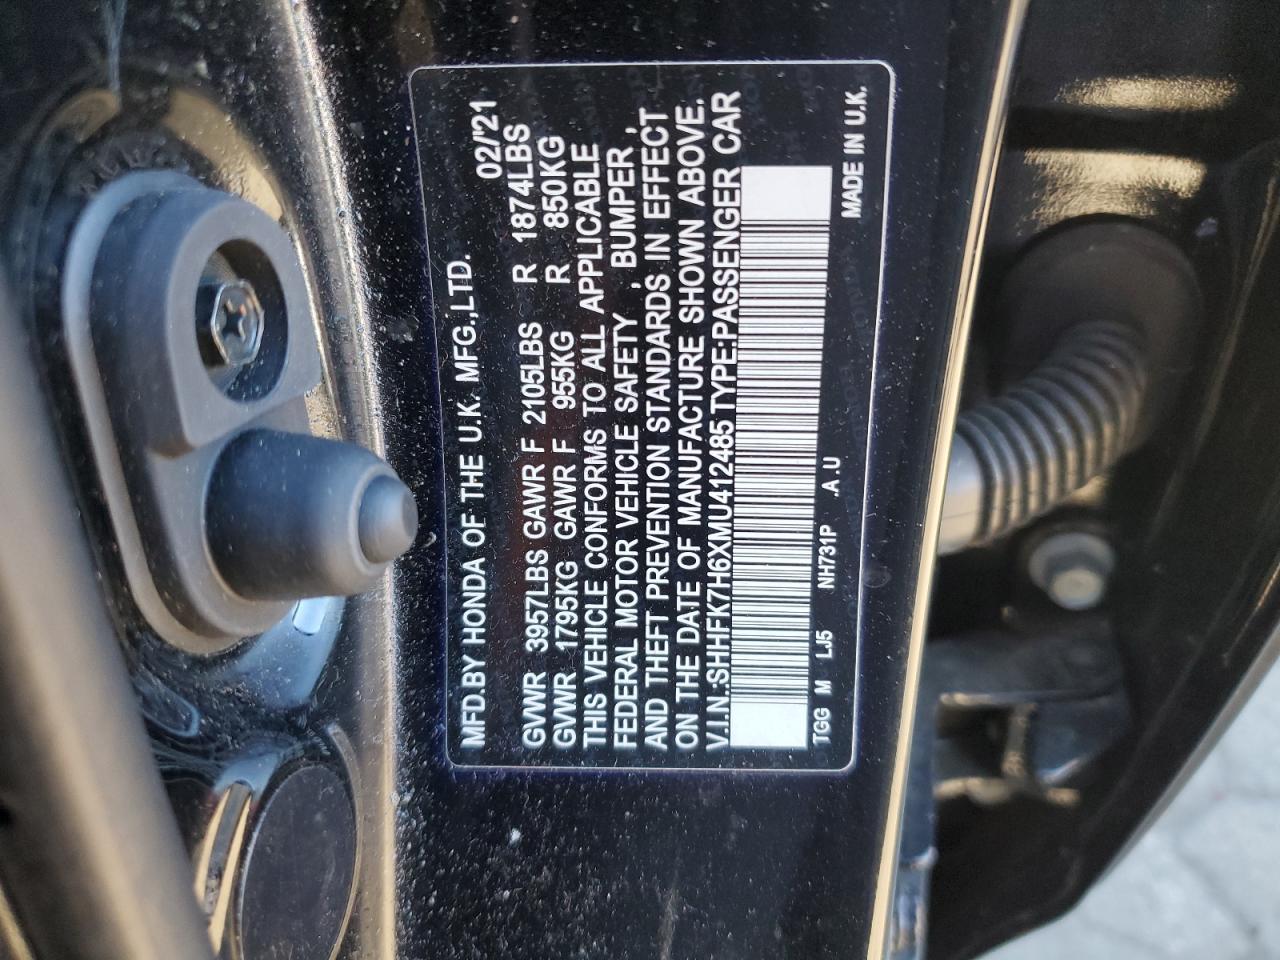 MFD.BY HONDA OF THE U.K. MFG.,LTD. 02/'21
GVWR 3957LBS GAWR F 2105LBS R 1874LBS
GVWR 1795KG GAWR F 955KG R 850KG
THIS VEHICLE CONFORMS TO ALL APPLICABLE
FEDERAL MOTOR VEHICLE SAFETY , BUMPER ,
AND THEFT PREVENTION STANDARDS IN EFFECT
ON THE DATE OF MANUFACTURE SHOWN ABOVE.
V.I.N.:SHHFK7H6XMU412485 TYPE:PASSENGER CAR
TGG M LJ5 NH731P .A.U MADE IN U.K.